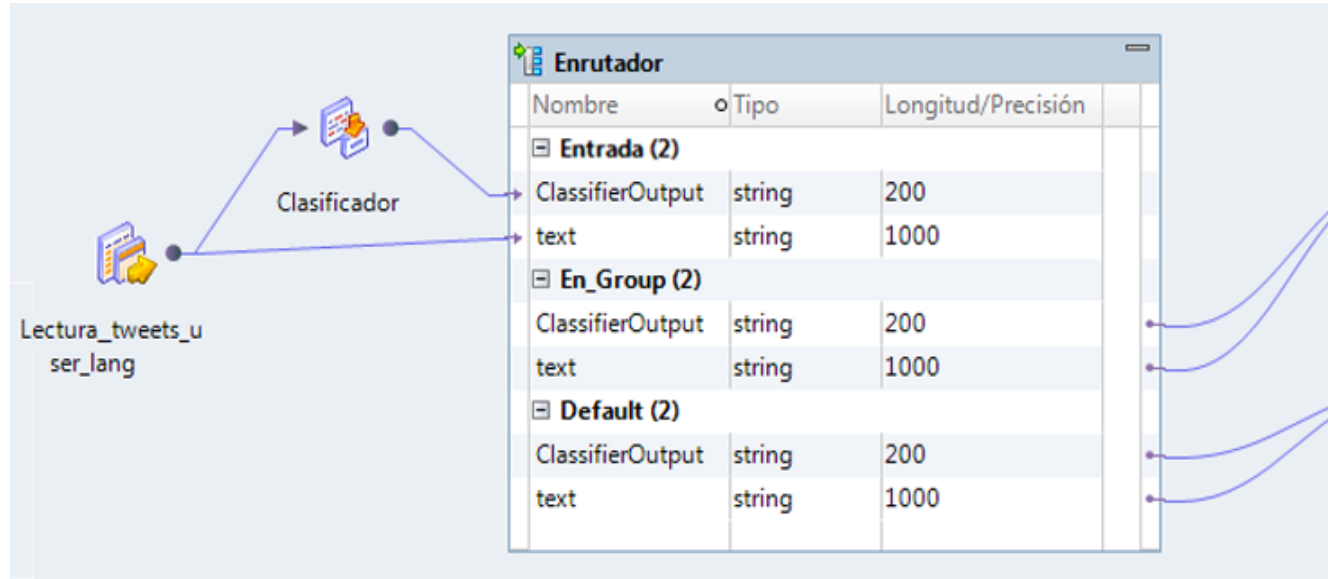 Enrutador
Nombre Tipo Longitud/Precisión
Entrada (2)
ClassifierOutput string 200
text string 1000
En_Group (2)
ClassifierOutput string 200
text string 1000
Default (2)
ClassifierOutput string 200
text string 1000
Clasificador
Lectura_tweets_u
ser_lang